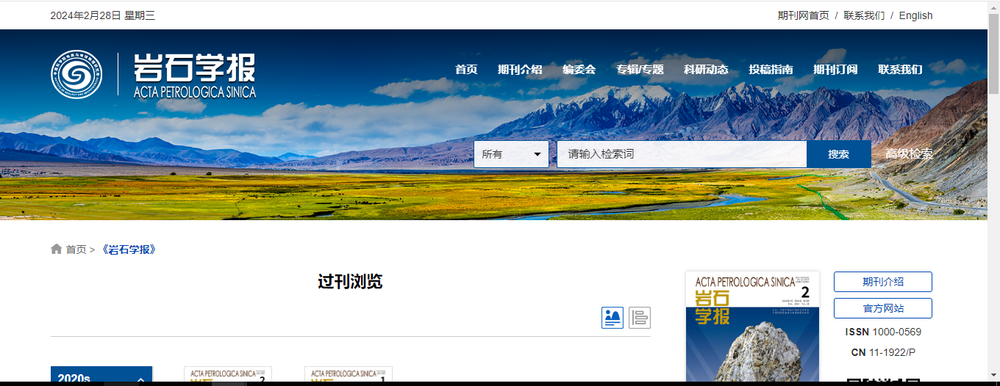 2024年2月28日 星期三
期刊网首页 / 联系我们 / English
岩石学报
ACTA PETROLOGICA SINICA
首页 期刊介绍 编委会 专辑/专题 科研动态 投稿指南 期刊订阅 联系我们
所有 请输入检索词 搜索 高级检索
首页 > 《岩石学报》
过刊浏览
ACTA PETROLOGICA SINICA
2
岩石
学报
期刊介绍
官方网站
ISSN 1000-0569
CN 11-1922/P
2020s
ACTA PETROLOGICA SINICA
2
ACTA PETROLOGICA SINICA
1